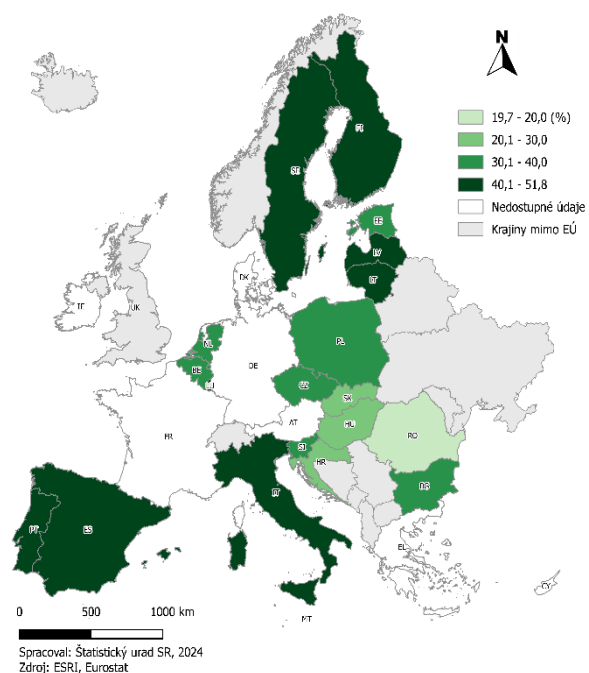 N
19,7 - 20,0 (%)
20,1 - 30,0
30,1 - 40,0
40,1 - 51,8
Nedostupné údaje
Krajiny mimo EÚ
FI
SE
EE
LV
LT
DK
IE
UK
NL
BE
DE
PL
CZ
SK
AT
HU
RO
FR
SI
HR
IT
PT
ES
EL
CY
MT
0 500 1000 km
Spracoval: Štatistický urad SR, 2024
Zdroj: ESRI, Eurostat